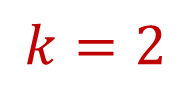 k = 2